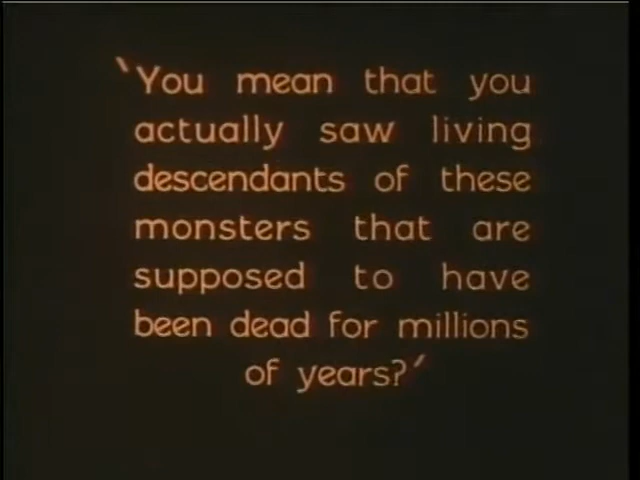 ‵You mean that you
actually saw living
descendants of these
monsters that are
supposed to have
been dead for millions
of years?′